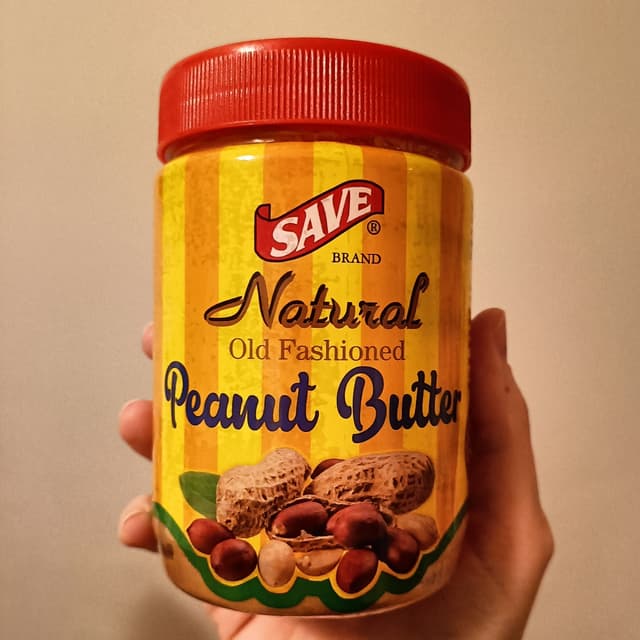 SAVE ®
BRAND
Natural
Old Fashioned
Peanut Butter